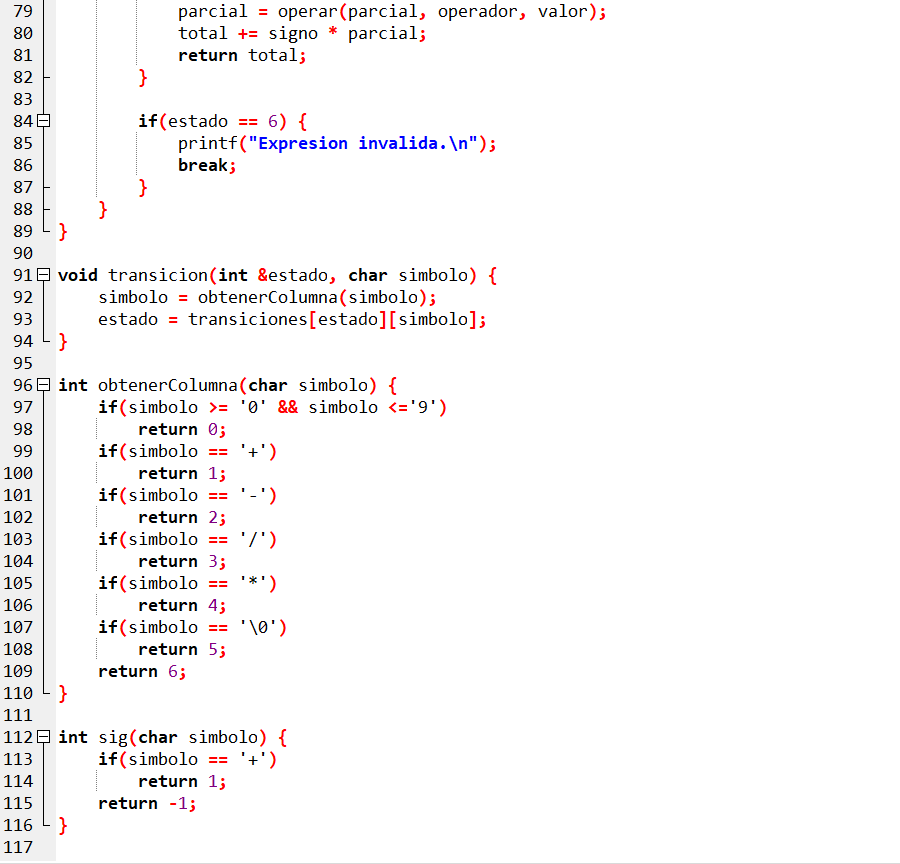 79 parcial = operar(parcial, operador, valor);
80 total += signo * parcial;
81 return total;
82 }
83
84 if(estado == 6) {
85 printf("Expresion invalida.\n");
86 break;
87 }
88 }
89 }
90
91 void transicion(int &estado, char simbolo) {
92 simbolo = obtenerColumna(simbolo);
93 estado = transiciones[estado][simbolo];
94 }
95
96 int obtenerColumna(char simbolo) {
97 if(simbolo >= '0' && simbolo <='9')
98 return 0;
99 if(simbolo == '+')
100 return 1;
101 if(simbolo == '-')
102 return 2;
103 if(simbolo == '/')
104 return 3;
105 if(simbolo == '*')
106 return 4;
107 if(simbolo == '\0')
108 return 5;
109 return 6;
110 }
111
112 int sig(char simbolo) {
113 if(simbolo == '+')
114 return 1;
115 return -1;
116 }
117